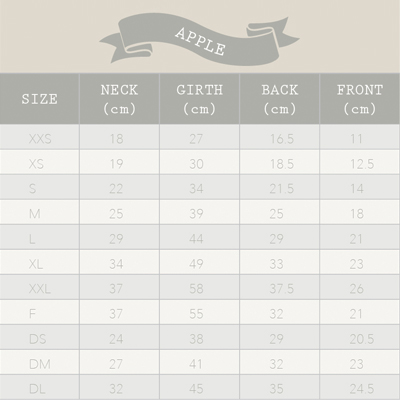 APPLE
SIZE NECK (cm) GIRTH (cm) BACK (cm) FRONT (cm)
XXS 18 27 16.5 11
XS 19 30 18.5 12.5
S 22 34 21.5 14
M 25 39 25 18
L 29 44 29 21
XL 34 49 33 23
XXL 37 58 37.5 26
F 37 55 32 21
DS 24 38 29 20.5
DM 27 41 32 23
DL 32 45 35 24.5